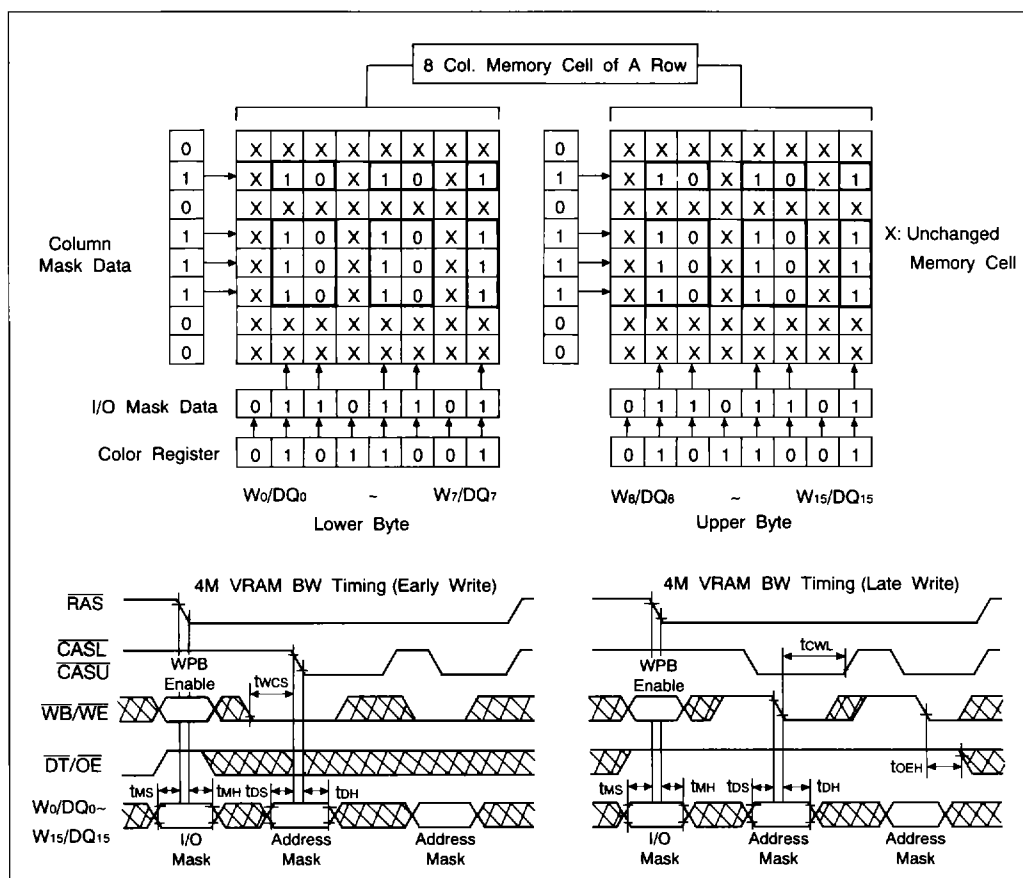 8 Col. Memory Cell of A Row
0 X X X X X X X X 0 X X X X X X X X
1 X 1 0 X 1 0 X 1 1 X 1 0 X 1 0 X 1
0 X X X X X X X X 0 X X X X X X X X
1 X 1 0 X 1 0 X 1 1 X 1 0 X 1 0 X 1
1 X 1 0 X 1 0 X 1 1 X 1 0 X 1 0 X 1
1 X 1 0 X 1 0 X 1 1 X 1 0 X 1 0 X 1
0 X X X X X X X X 0 X X X X X X X X
0 X X X X X X X X 0 X X X X X X X X
Column
Mask Data
X: Unchanged
Memory Cell
I/O Mask Data 0 1 1 0 1 1 0 1 0 1 1 0 1 1 0 1
Color Register 0 1 0 1 1 0 0 1 0 1 0 1 1 0 0 1
W0/DQ0 ~ W7/DQ7 W8/DQ8 ~ W15/DQ15
Lower Byte Upper Byte
4M VRAM BW Timing (Early Write)
RAS
CASL
CASU
WPB
Enable
tWCS
WB/WE
DT/OE
tMS tMH tDS tDH
W0/DQ0~
W15/DQ15
I/O
Mask
Address
Mask
Address
Mask
4M VRAM BW Timing (Late Write)
tCWL
WPB
Enable
tOEH
tMS tMH tDS tDH
I/O
Mask
Address
Mask
Address
Mask